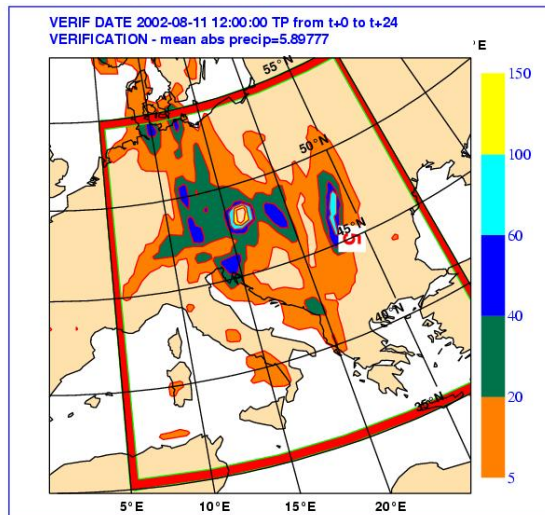 VERIF DATE 2002-08-11 12:00:00 TP from t+0 to t+24
VERIFICATION - mean abs precip=5.89777
°E
150
55°N
50°N
100
45°N
5
60
40
40°N
20
35°N
5
5°E
10°E
15°E
20°E